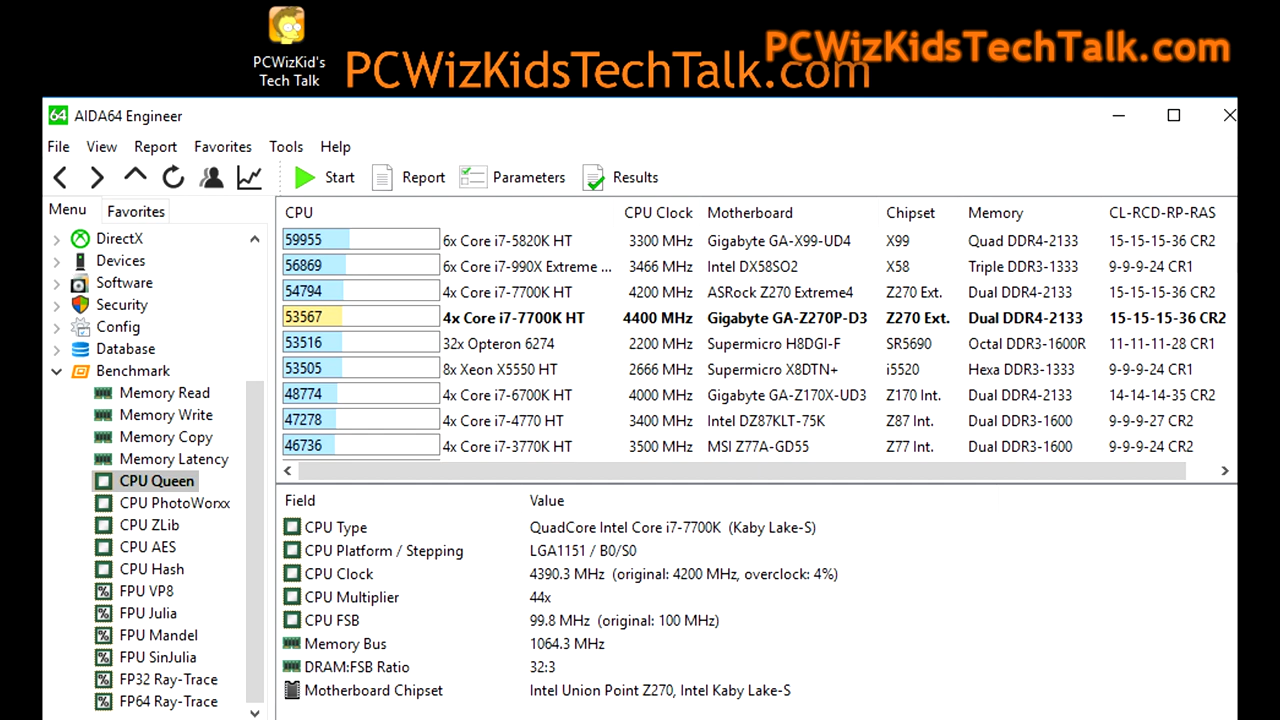 PCWizKid's
Tech Talk
PCWizKidsTechTalk.com
PCWizKidsTechTalk.com
64 AIDA64 Engineer
File View Report Favorites Tools Help
Start Report Parameters Results
Menu Favorites
DirectX
Devices
Software
Security
Config
Database
Benchmark
Memory Read
Memory Write
Memory Copy
Memory Latency
CPU Queen
CPU PhotoWorxx
CPU ZLib
CPU AES
CPU Hash
FPU VP8
FPU Julia
FPU Mandel
FPU SinJulia
FP32 Ray-Trace
FP64 Ray-Trace
CPU CPU Clock Motherboard Chipset Memory CL-RCD-RP-RAS
59955 6x Core i7-5820K HT 3300 MHz Gigabyte GA-X99-UD4 X99 Quad DDR4-2133 15-15-15-36 CR2
56869 6x Core i7-990X Extreme ... 3466 MHz Intel DX58SO2 X58 Triple DDR3-1333 9-9-9-24 CR1
54794 4x Core i7-7700K HT 4200 MHz ASRock Z270 Extreme4 Z270 Ext. Dual DDR4-2133 15-15-15-36 CR2
53567 4x Core i7-7700K HT 4400 MHz Gigabyte GA-Z270P-D3 Z270 Ext. Dual DDR4-2133 15-15-15-36 CR2
53516 32x Opteron 6274 2200 MHz Supermicro H8DGI-F SR5690 Octal DDR3-1600R 11-11-11-28 CR1
53505 8x Xeon X5550 HT 2666 MHz Supermicro X8DTN+ i5520 Hexa DDR3-1333 9-9-9-24 CR1
48774 4x Core i7-6700K HT 4000 MHz Gigabyte GA-Z170X-UD3 Z170 Int. Dual DDR4-2133 14-14-14-35 CR2
47278 4x Core i7-4770 HT 3400 MHz Intel DZ87KLT-75K Z87 Int. Dual DDR3-1600 9-9-9-27 CR2
46736 4x Core i7-3770K HT 3500 MHz MSI Z77A-GD55 Z77 Int. Dual DDR3-1600 9-9-9-24 CR2
Field Value
CPU Type QuadCore Intel Core i7-7700K (Kaby Lake-S)
CPU Platform / Stepping LGA1151 / B0/S0
CPU Clock 4390.3 MHz (original: 4200 MHz, overclock: 4%)
CPU Multiplier 44x
CPU FSB 99.8 MHz (original: 100 MHz)
Memory Bus 1064.3 MHz
DRAM:FSB Ratio 32:3
Motherboard Chipset Intel Union Point Z270, Intel Kaby Lake-S